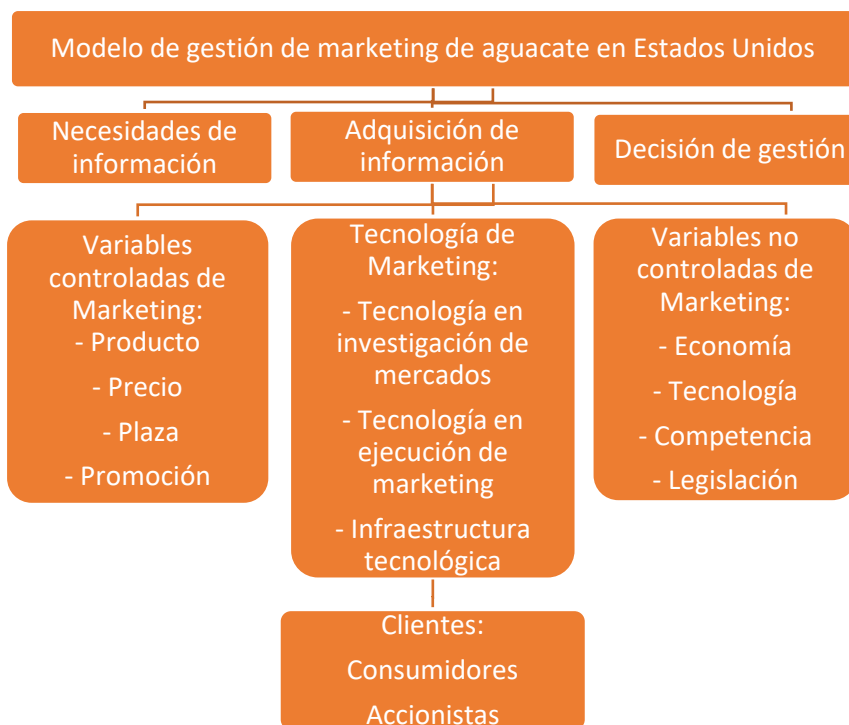 Modelo de gestión de marketing de aguacate en Estados Unidos
Necesidades de
información
Adquisición de
información
Decisión de gestión
Variables
controladas de
Marketing:
- Producto
- Precio
- Plaza
- Promoción
Tecnología de
Marketing:
- Tecnología en
investigación de
mercados
- Tecnología en
ejecución de
marketing
- Infraestructura
tecnológica
Variables no
controladas de
Marketing:
- Economía
- Tecnología
- Competencia
- Legislación
Clientes:
Consumidores
Accionistas